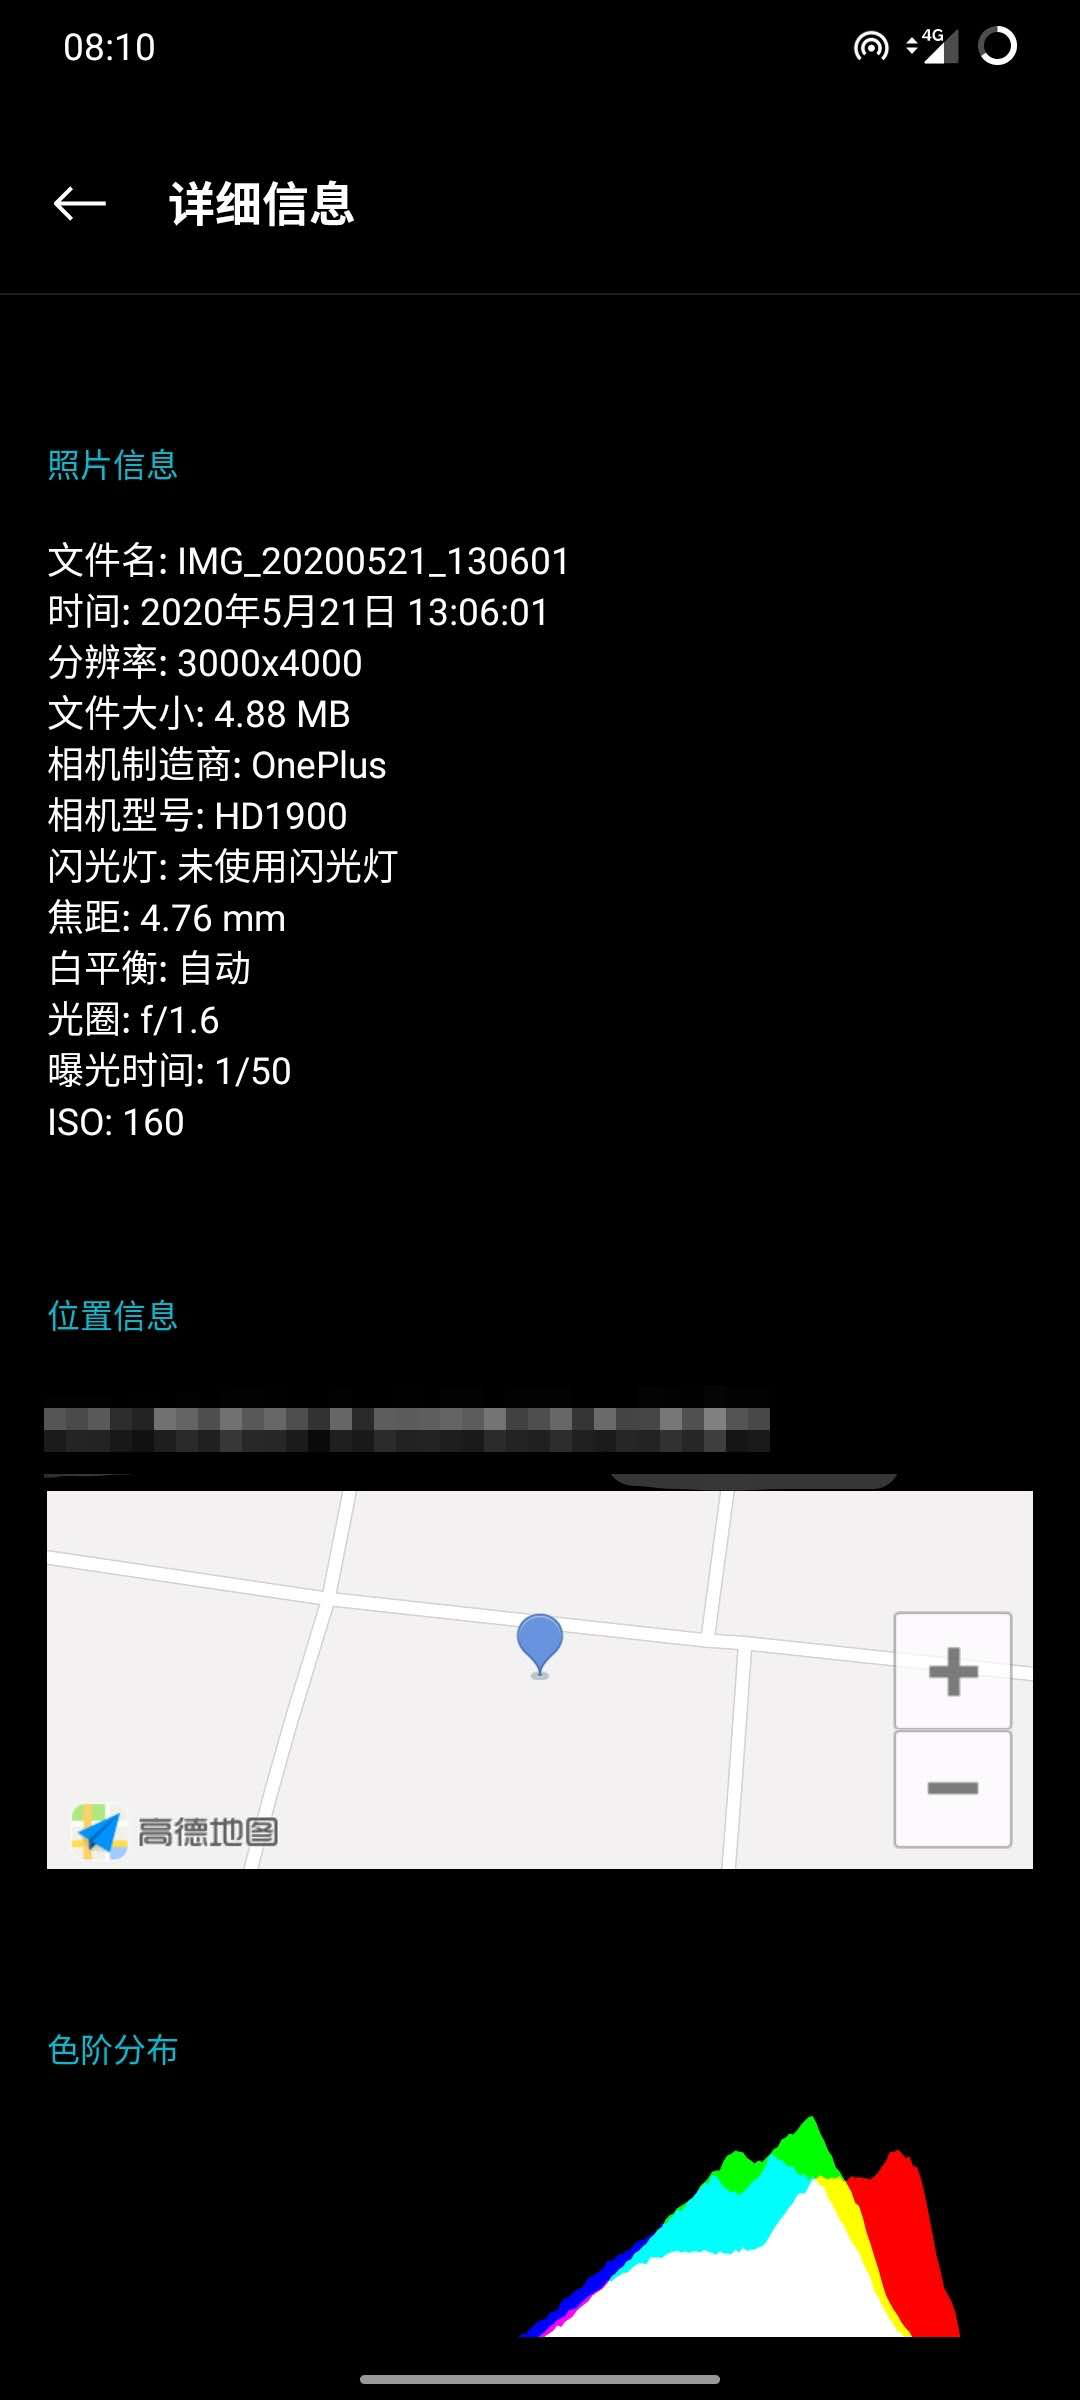 08:10
4G
详细信息
照片信息
文件名: IMG_20200521_130601
时间: 2020年5月21日 13:06:01
分辨率: 3000x4000
文件大小: 4.88 MB
相机制造商: OnePlus
相机型号: HD1900
闪光灯: 未使用闪光灯
焦距: 4.76 mm
白平衡: 自动
光圈: f/1.6
曝光时间: 1/50
ISO: 160
位置信息
高德地图
色阶分布